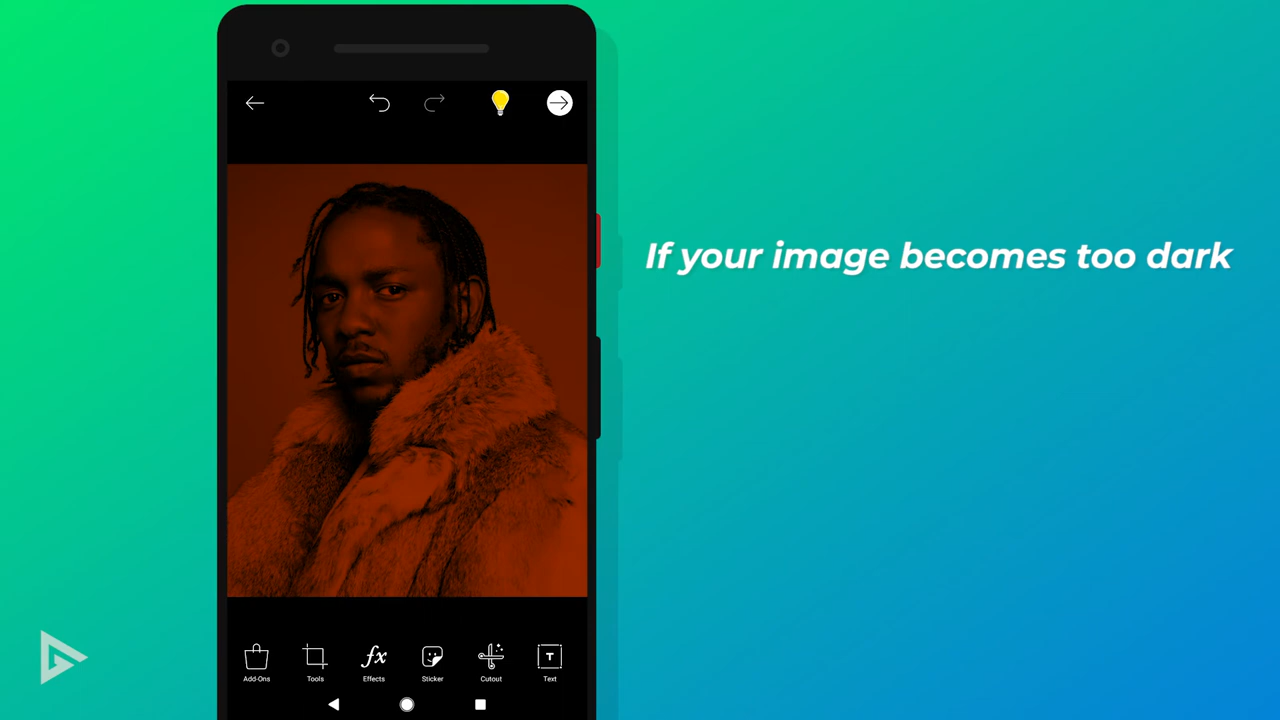 If your image becomes too dark
fx
T
Add-Ons
Tools
Effects
Sticker
Cutout
Text